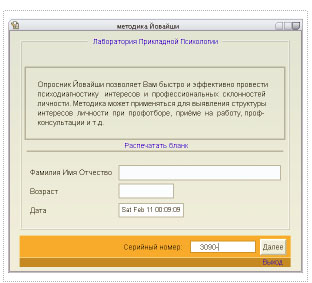 методика Йовайши
Лаборатория Прикладной Психологии
Опросник Йовайши позволяет Вам быстро и эффективно провести
психодиагностику интересов и профессиональных склонностей
личности. Методика может применяться для выявления структуры
интересов личности при профотборе, приёме на работу, проф-
консультации и т.д.
Распечатать бланк
Фамилия Имя Отчество
Возраст
Дата
Sat Feb 11 00:09:09
Серийный номер:
3090-
Далее
Выход